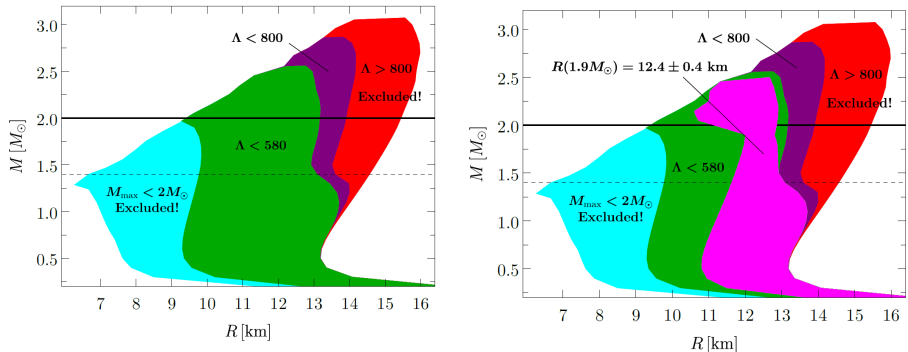 3.0
2.5
2.0
1.5
1.0
0.5
M [M⊙]
Λ < 800
Λ > 800
Excluded!
Λ < 580
Mmax < 2M⊙
Excluded!
7 8 9 10 11 12 13 14 15 16
R [km]
3.0
2.5
2.0
1.5
1.0
0.5
M [M⊙]
Λ < 800
R(1.9M⊙) = 12.4 ± 0.4 km
Λ > 800
Excluded!
Λ < 580
Mmax < 2M⊙
Excluded!
7 8 9 10 11 12 13 14 15 16
R [km]